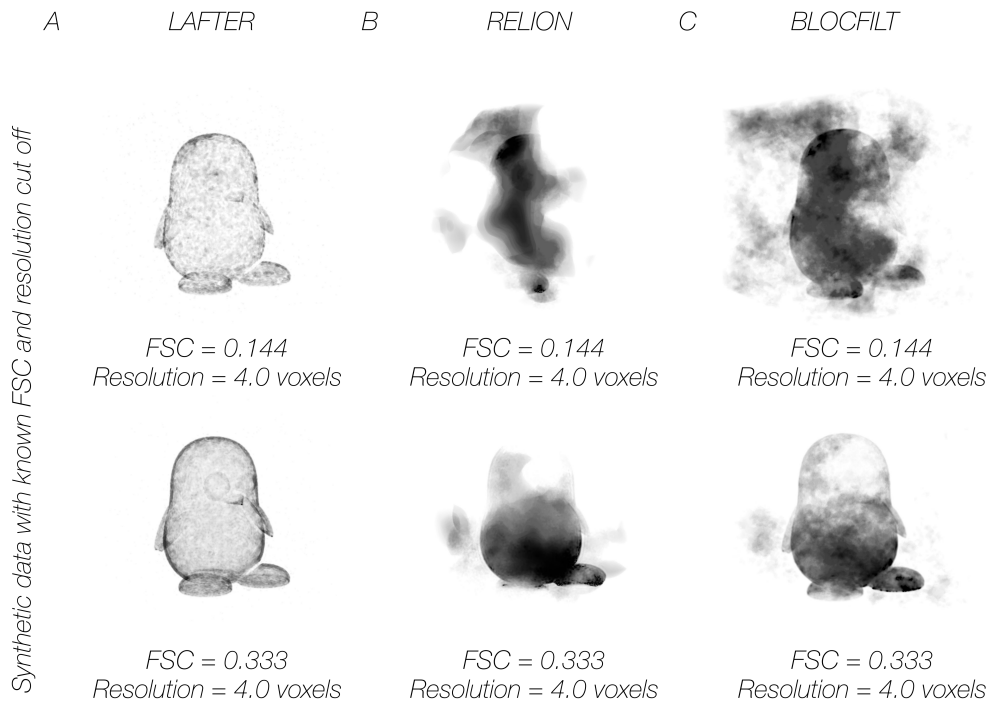 A LAFTER B RELION C BLOCFILT
Synthetic data with known FSC and resolution cut off
FSC = 0.144 FSC = 0.144 FSC = 0.144
Resolution = 4.0 voxels Resolution = 4.0 voxels Resolution = 4.0 voxels
FSC = 0.333 FSC = 0.333 FSC = 0.333
Resolution = 4.0 voxels Resolution = 4.0 voxels Resolution = 4.0 voxels